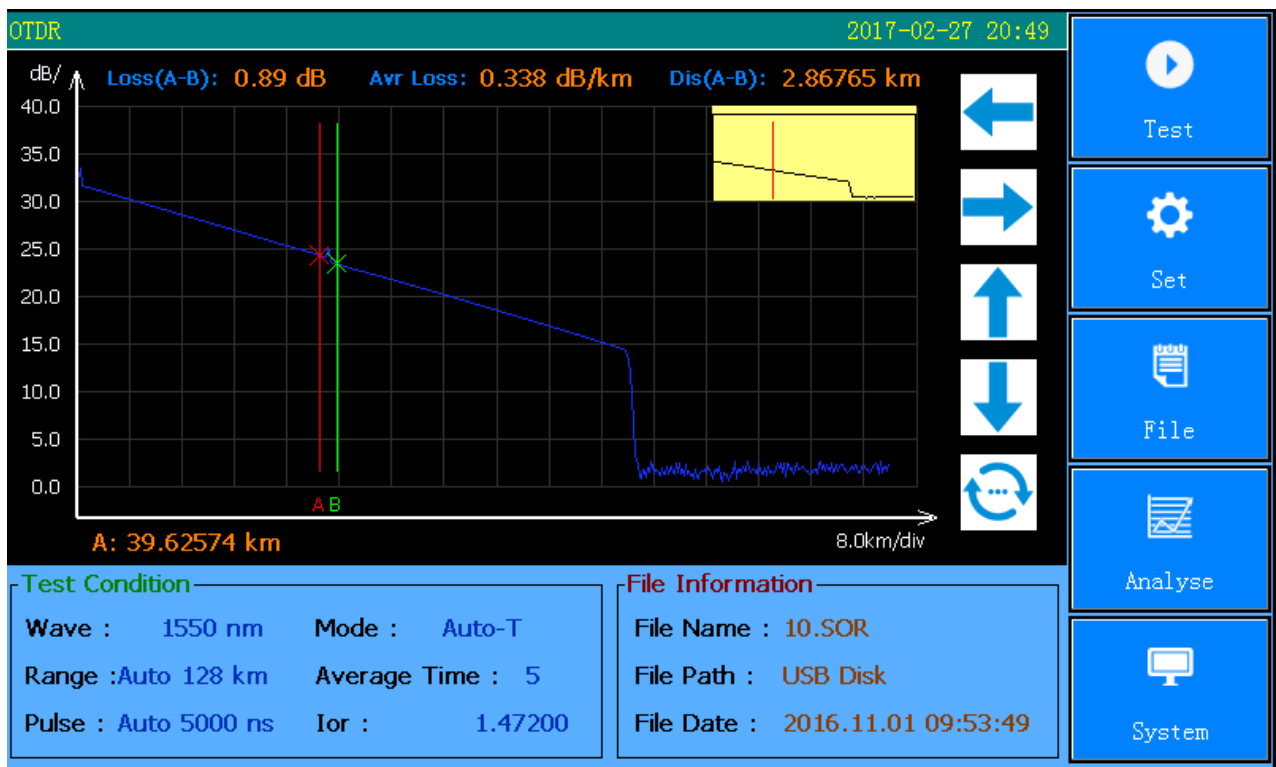 OTDR 2017-02-27 20:49
dB/ Loss(A-B): 0.89 dB Avr Loss: 0.338 dB/km Dis(A-B): 2.86765 km
40.0
35.0
30.0
25.0
20.0
15.0
10.0
5.0
0.0
A B
A: 39.62574 km 8.0km/div
Test Condition
Wave : 1550 nm Mode : Auto-T
Range :Auto 128 km Average Time : 5
Pulse : Auto 5000 ns Ior : 1.47200
File Information
File Name : 10.SOR
File Path : USB Disk
File Date : 2016.11.01 09:53:49
Test
Set
File
Analyse
System